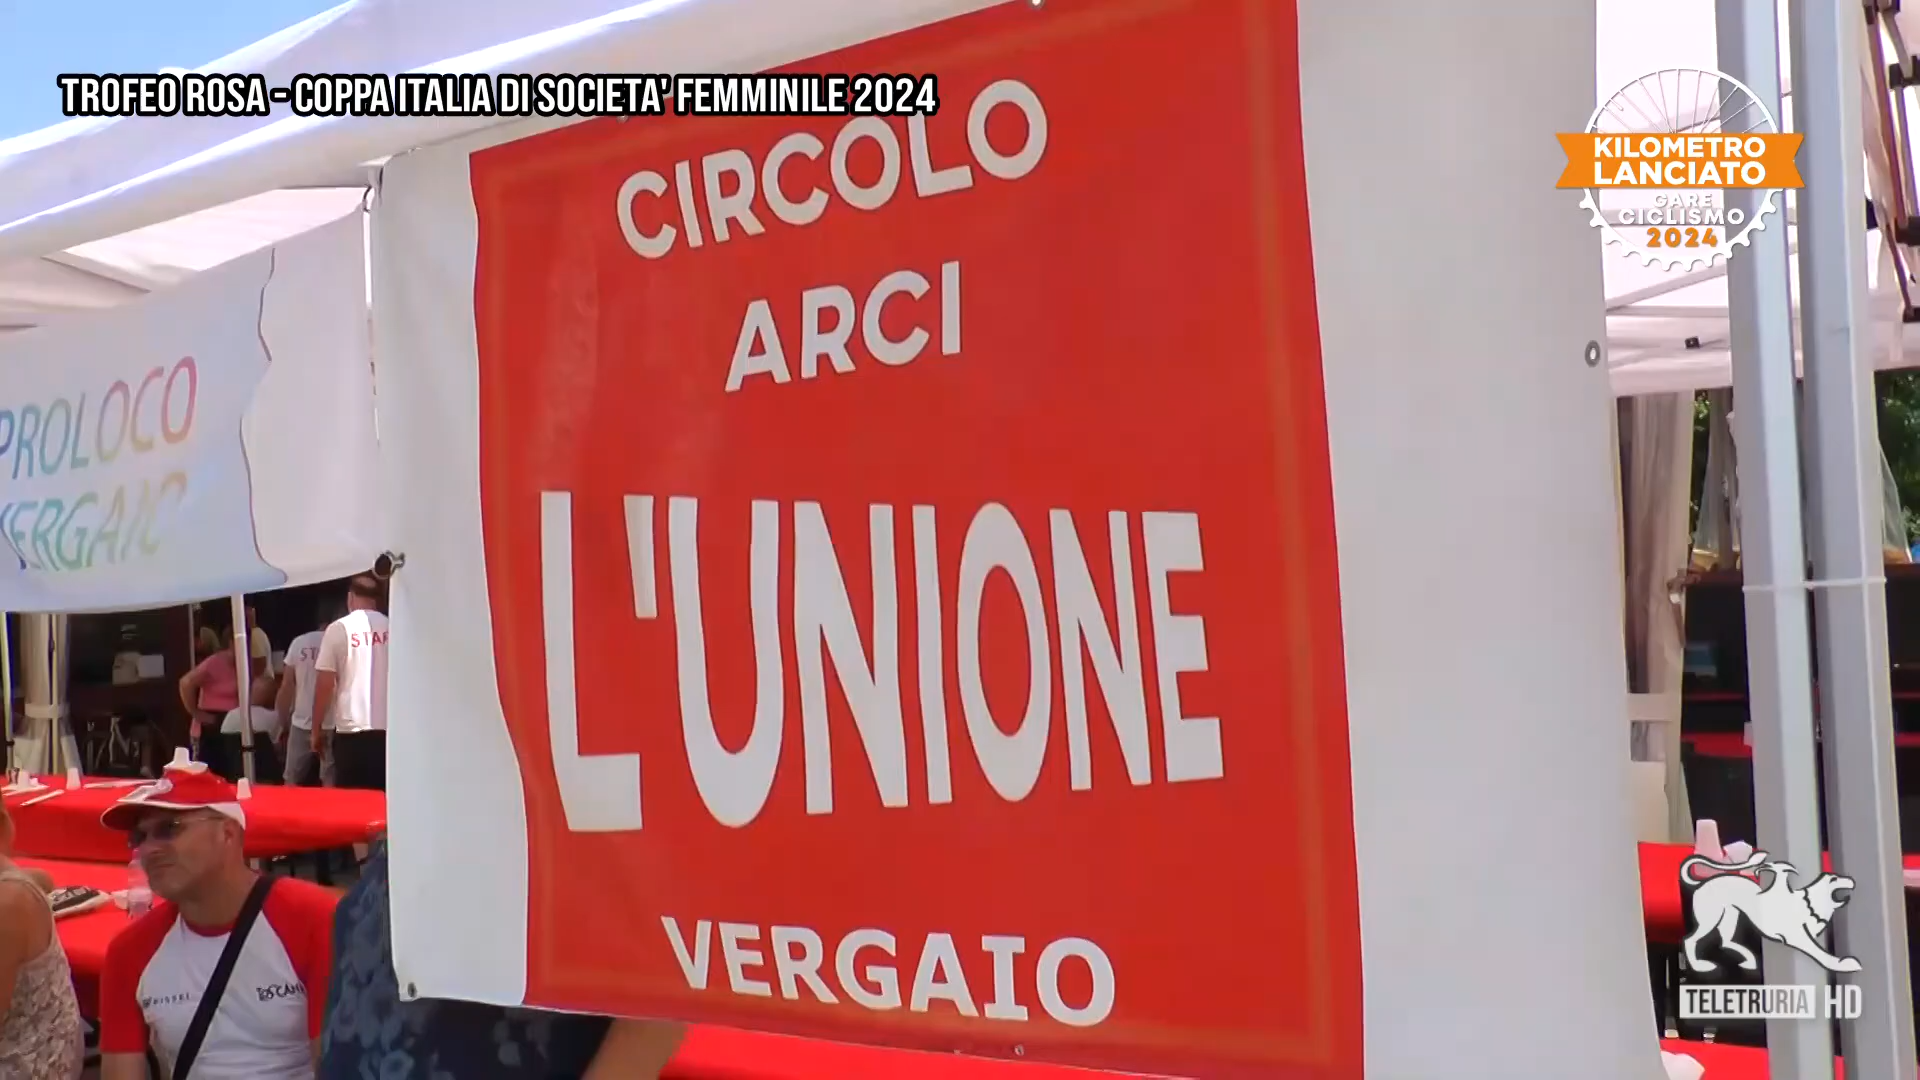 TROFEO ROSA - COPPA ITALIA DI SOCIETA' FEMMINILE 2024
KILOMETRO
LANCIATO
GARE
CICLISMO
2024
CIRCOLO
ARCI
L'UNIONE
VERGAIO
PROLOCO
VERGAIO
TELETRURIA HD